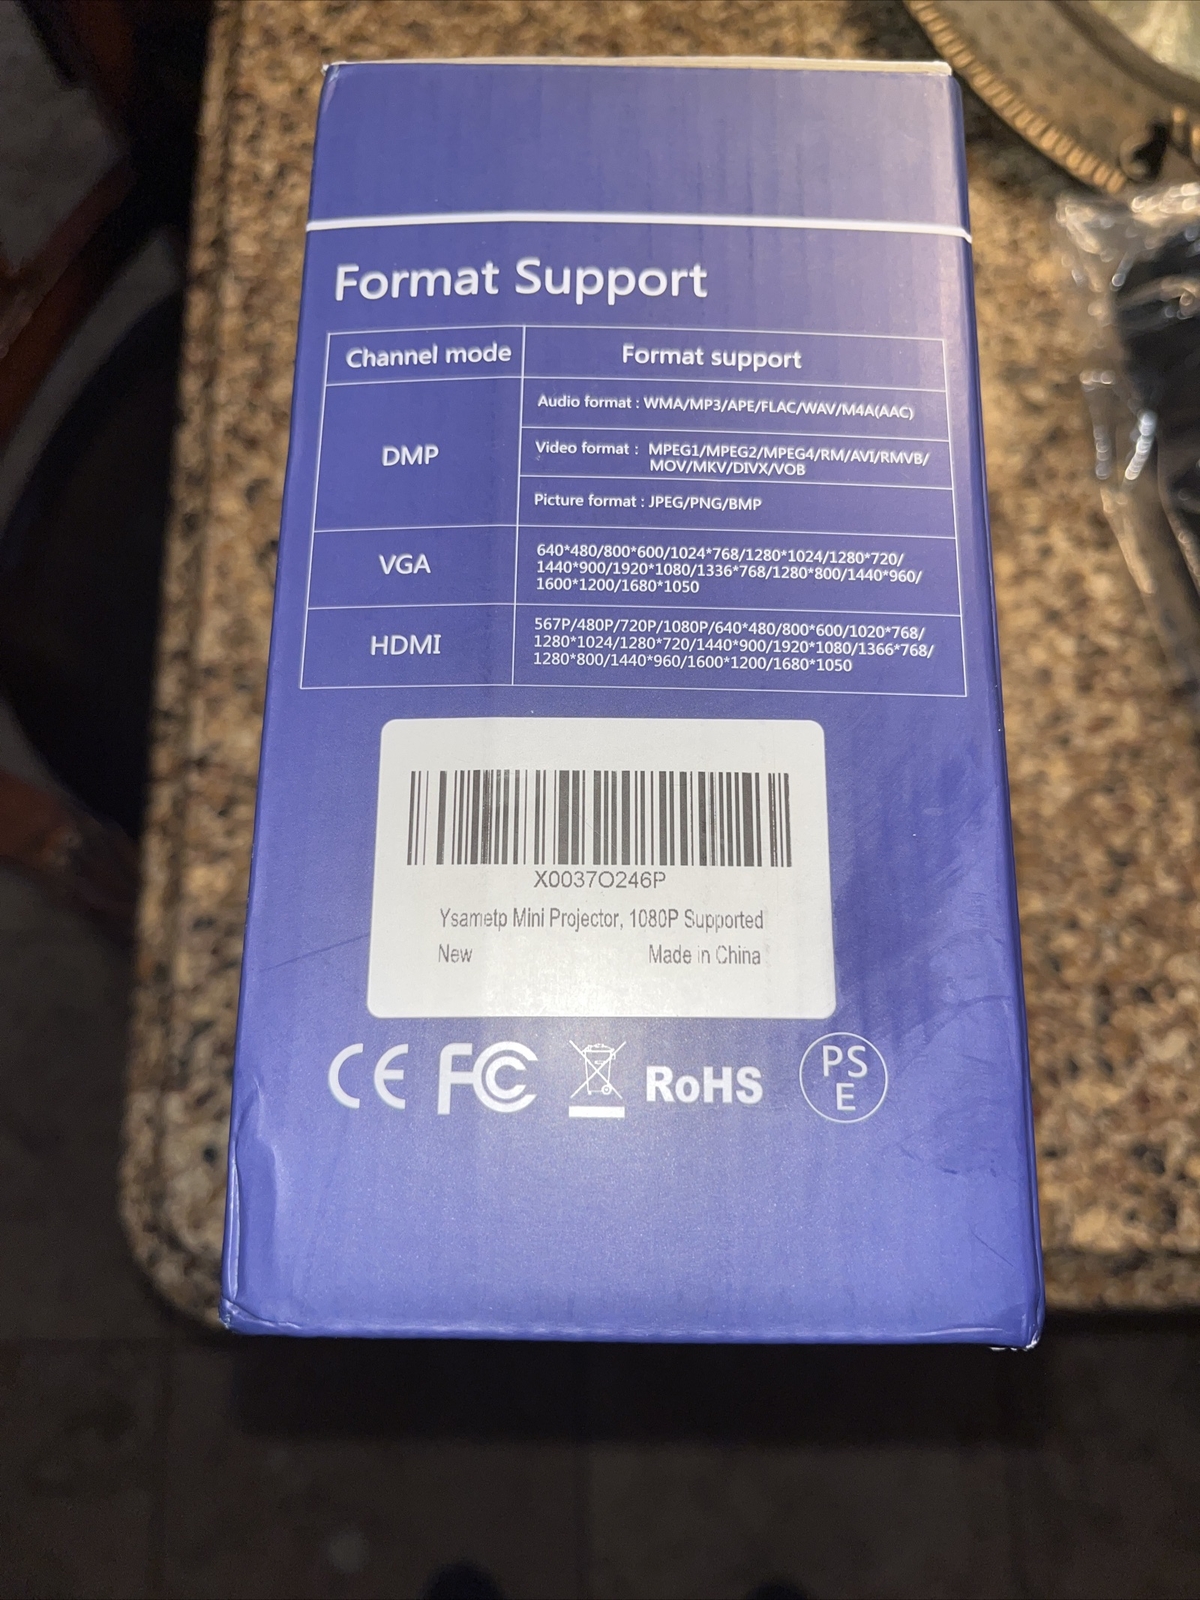 Format Support
Channel mode
Format support
DMP
Audio format : WMA/MP3/APE/FLAC/WAV/M4A(AAC)
Video format : MPEG1/MPEG2/MPEG4/RM/AVI/RMVB/
MOV/MKV/DIVX/VOB
Picture format : JPEG/PNG/BMP
VGA
640*480/800*600/1024*768/1280*1024/1280*720/
1440*900/1920*1080/1336*768/1280*800/1440*960/
1600*1200/1680*1050
HDMI
567P/480P/720P/1080P/640*480/800*600/1020*768/
1280*1024/1280*720/1440*900/1920*1080/1366*768/
1280*800/1440*960/1600*1200/1680*1050
X0037O246P
Ysametp Mini Projector, 1080P Supported
New Made in China
CE FC RoHS PS
E